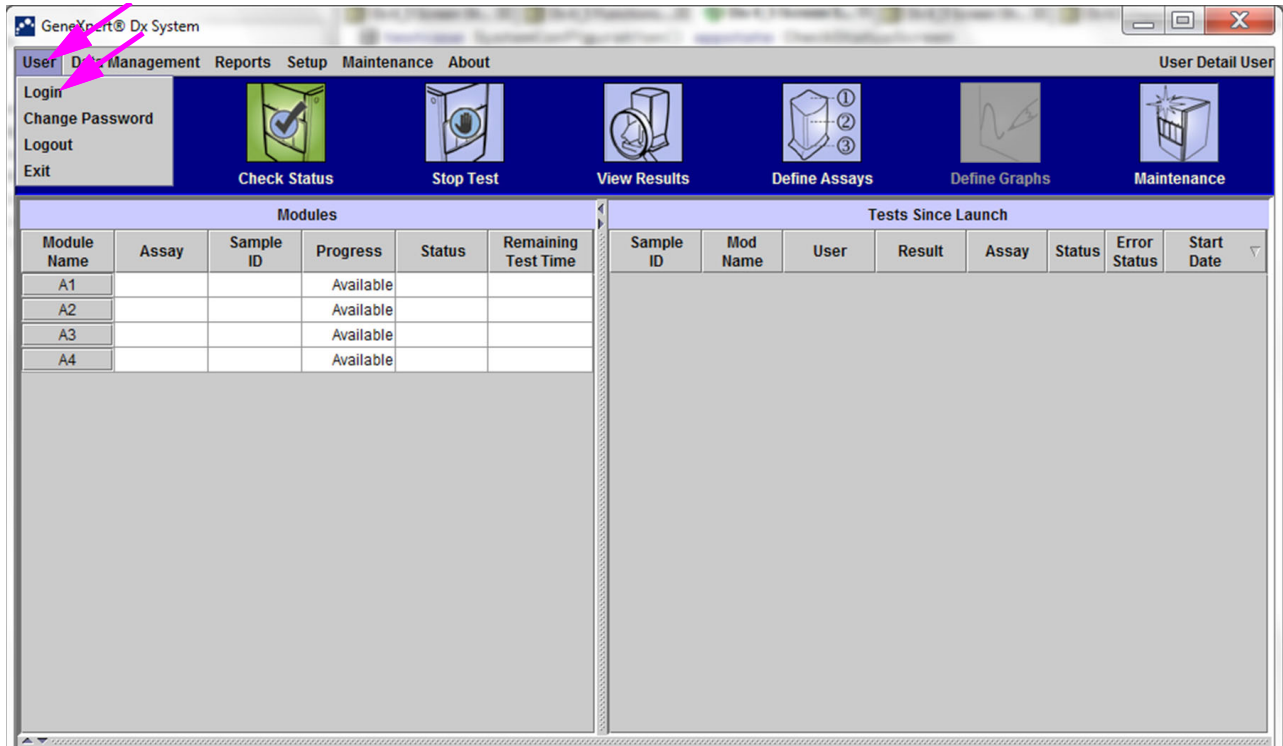 GeneXpert® Dx System
User Data Management Reports Setup Maintenance About User Detail User
Login
Change Password
Logout
Exit
Check Status Stop Test View Results Define Assays Define Graphs Maintenance
① ② ③
Modules Tests Since Launch
Module Name Assay Sample ID Progress Status Remaining Test Time Sample ID Mod Name User Result Assay Status Error Status Start Date
A1 Available
A2 Available
A3 Available
A4 Available